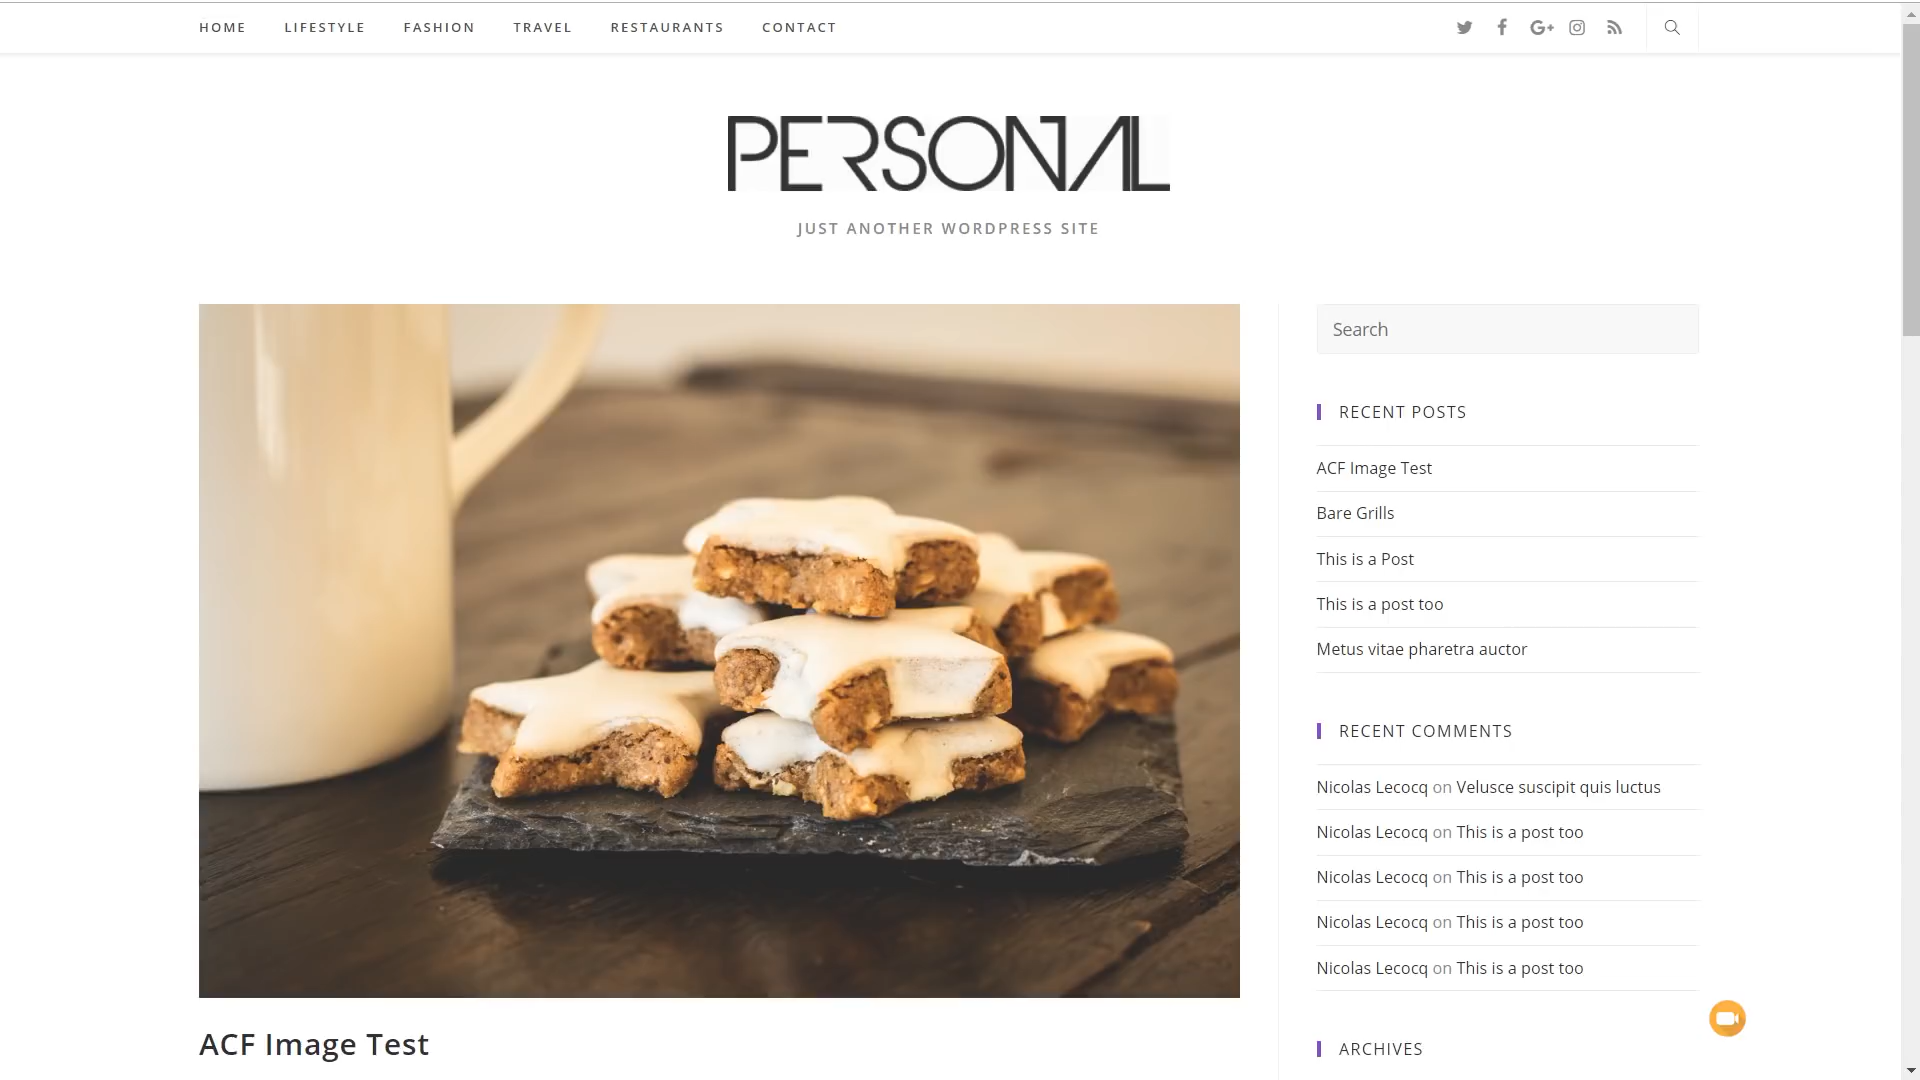 HOME LIFESTYLE FASHION TRAVEL RESTAURANTS CONTACT
PERSONAL
JUST ANOTHER WORDPRESS SITE
Search
RECENT POSTS
ACF Image Test
Bare Grills
This is a Post
This is a post too
Metus vitae pharetra auctor
RECENT COMMENTS
Nicolas Lecocq on Velusce suscipit quis luctus
Nicolas Lecocq on This is a post too
Nicolas Lecocq on This is a post too
Nicolas Lecocq on This is a post too
Nicolas Lecocq on This is a post too
ARCHIVES
ACF Image Test